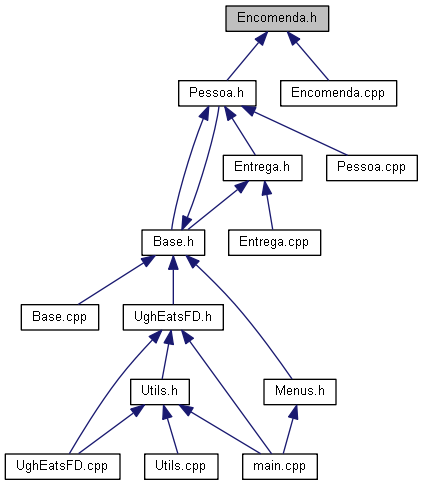 Encomenda.h
Pessoa.h
Encomenda.cpp
Entrega.h
Pessoa.cpp
Base.h
Entrega.cpp
Base.cpp
UghEatsFD.h
Utils.h
Menus.h
UghEatsFD.cpp
Utils.cpp
main.cpp